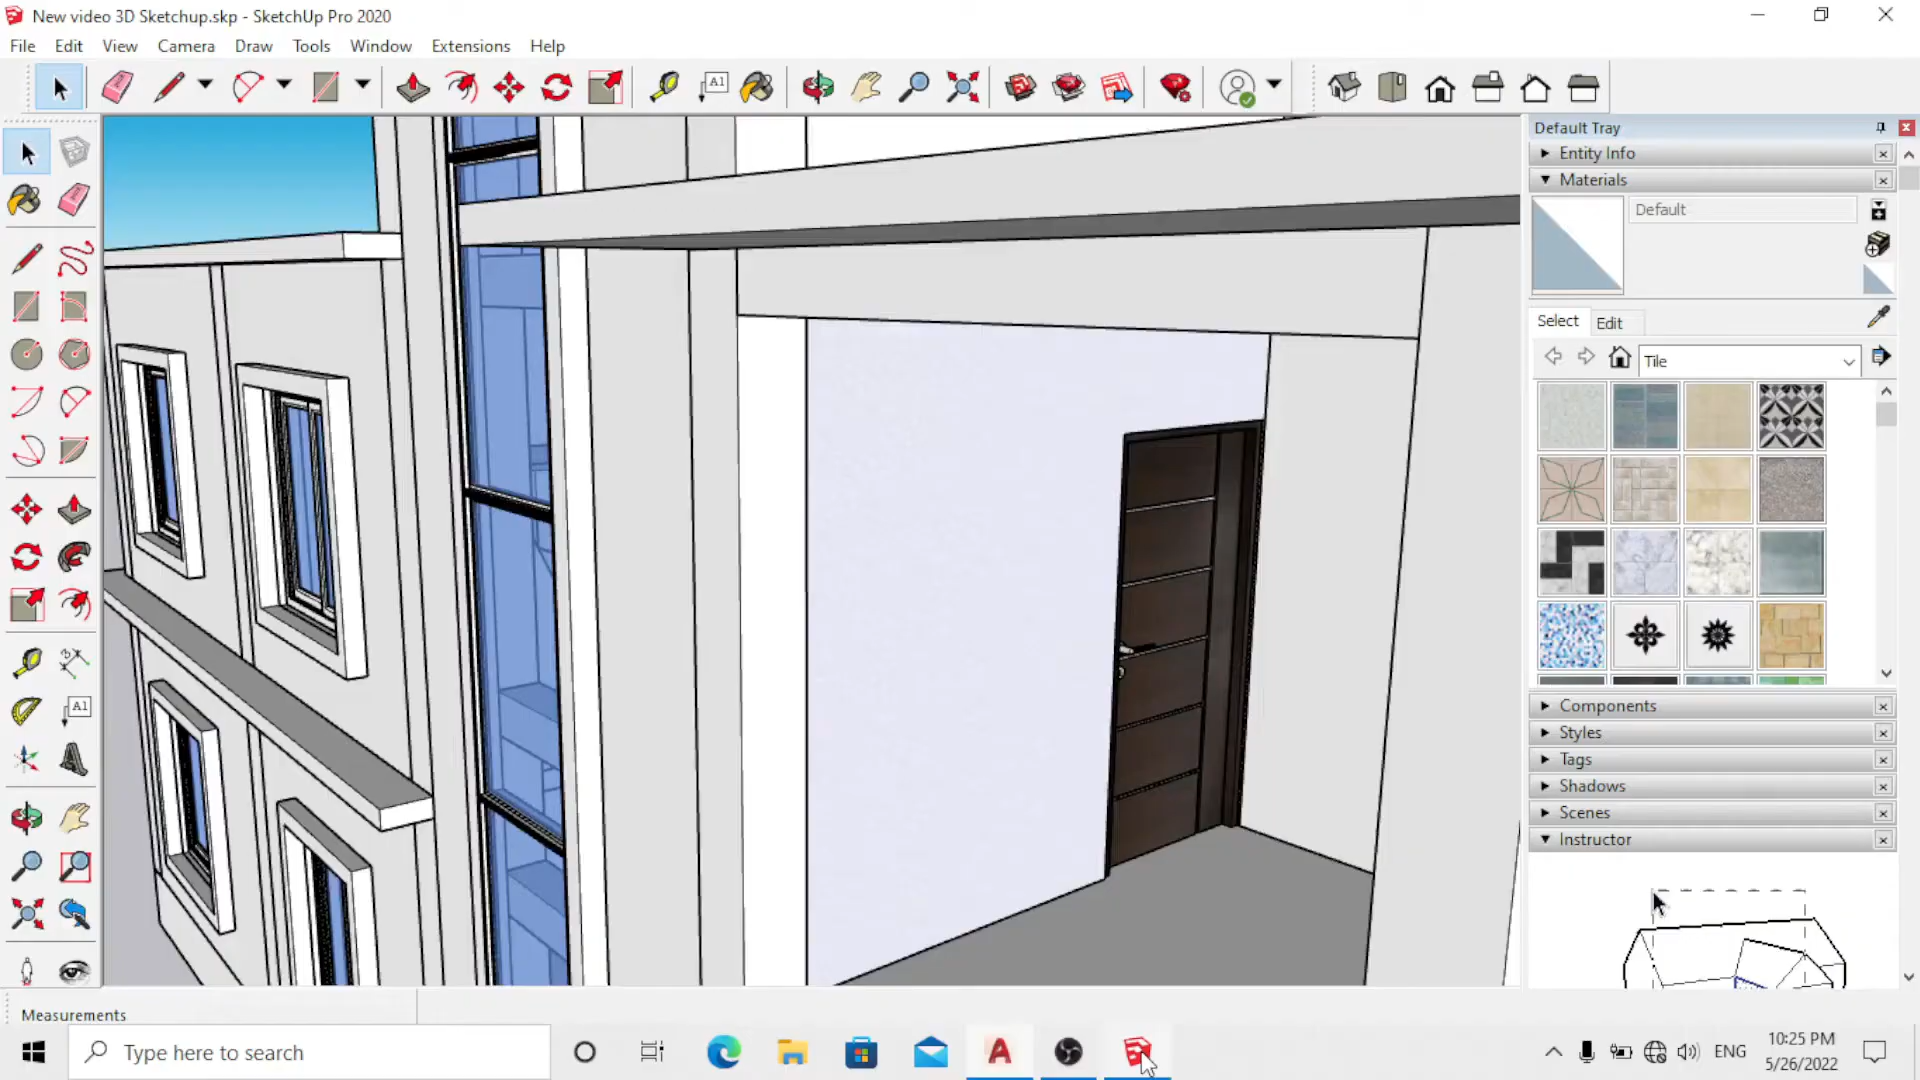 New video 3D Sketchup.skp - SketchUp Pro 2020
File Edit View Camera Draw Tools Window Extensions Help
A1
Default Tray
Entity Info
Materials
Default
Select Edit
Tile
A1
Components
Styles
Tags
Shadows
Scenes
Instructor
Measurements
Type here to search
ENG
10:25 PM
5/26/2022